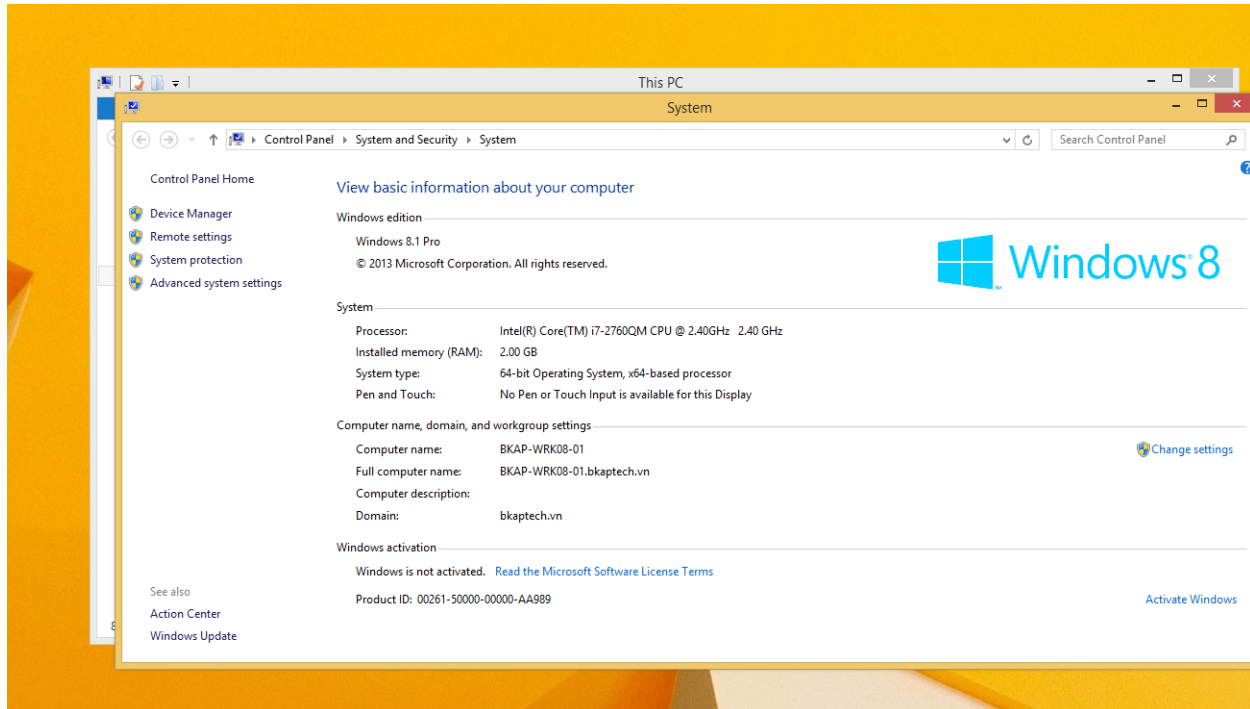 This PC
System
Control Panel System and Security System
Search Control Panel
Control Panel Home
Device Manager
Remote settings
System protection
Advanced system settings
View basic information about your computer
Windows edition
Windows 8.1 Pro
© 2013 Microsoft Corporation. All rights reserved.
Windows® 8
System
Processor: Intel(R) Core(TM) i7-2760QM CPU @ 2.40GHz 2.40 GHz
Installed memory (RAM): 2.00 GB
System type: 64-bit Operating System, x64-based processor
Pen and Touch: No Pen or Touch Input is available for this Display
Computer name, domain, and workgroup settings
Computer name: BKAP-WRK08-01
Change settings
Full computer name: BKAP-WRK08-01.bkaptech.vn
Computer description:
Domain: bkaptech.vn
Windows activation
Windows is not activated. Read the Microsoft Software License Terms
Product ID: 00261-50000-00000-AA989
Activate Windows
See also
Action Center
Windows Update